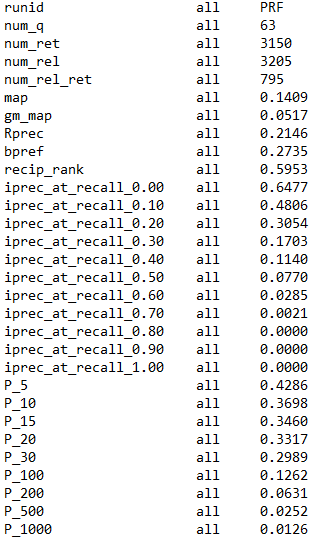 runid all PRF
num_q all 63
num_ret all 3150
num_rel all 3205
num_rel_ret all 795
map all 0.1409
gm_map all 0.0517
Rprec all 0.2146
bpref all 0.2735
recip_rank all 0.5953
iprec_at_recall_0.00 all 0.6477
iprec_at_recall_0.10 all 0.4806
iprec_at_recall_0.20 all 0.3054
iprec_at_recall_0.30 all 0.1703
iprec_at_recall_0.40 all 0.1140
iprec_at_recall_0.50 all 0.0770
iprec_at_recall_0.60 all 0.0285
iprec_at_recall_0.70 all 0.0021
iprec_at_recall_0.80 all 0.0000
iprec_at_recall_0.90 all 0.0000
iprec_at_recall_1.00 all 0.0000
P_5 all 0.4286
P_10 all 0.3698
P_15 all 0.3460
P_20 all 0.3317
P_30 all 0.2989
P_100 all 0.1262
P_200 all 0.0631
P_500 all 0.0252
P_1000 all 0.0126